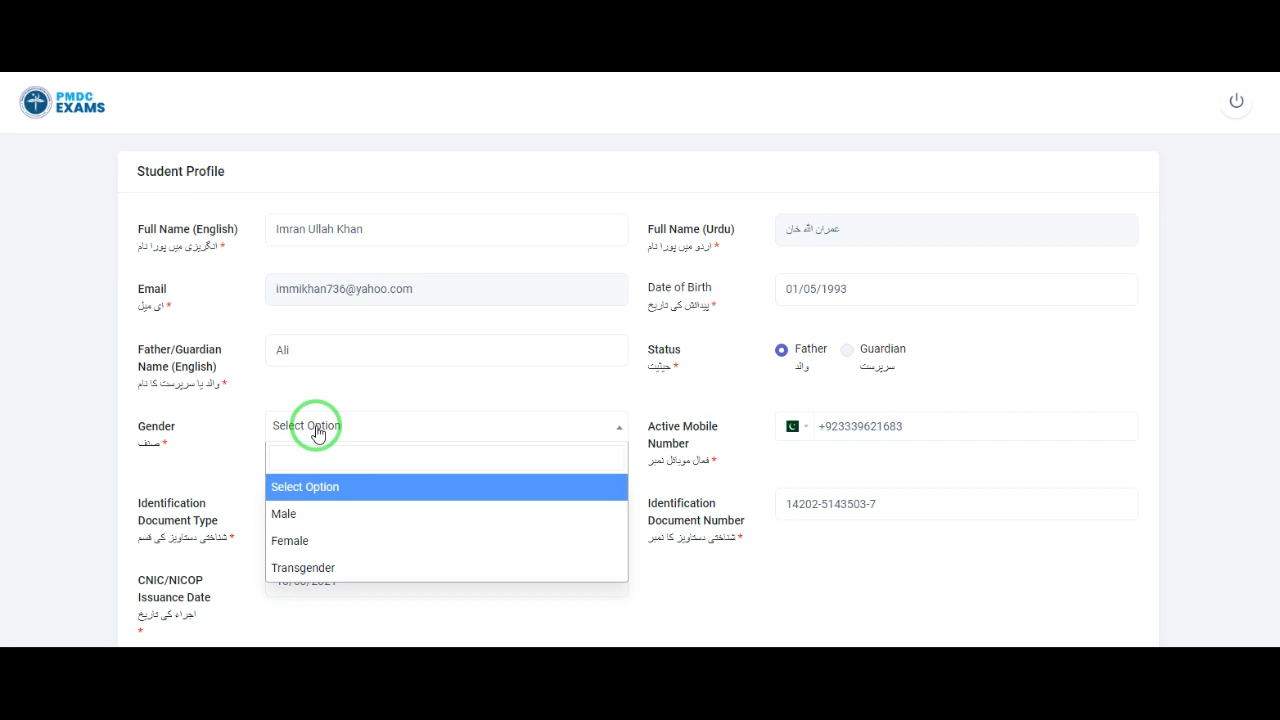 PMDC
EXAMS
Student Profile
Full Name (English)
انگریزی میں پورا نام *
Imran Ullah Khan
Full Name (Urdu)
اردو میں پورا نام *
عمران اللہ خان
Email
ای میل *
immikhan736@yahoo.com
Date of Birth
پیدائش کی تاریخ *
01/05/1993
Father/Guardian
Name (English)
والد یا سرپرست کا نام *
Ali
Status
حیثیت *
Father
والد
Guardian
سرپرست
Gender
صنف *
Select Option
Select Option
Male
Female
Transgender
Active Mobile
Number
فعال موبائل نمبر *
+923339621683
Identification
Document Type
شناختی دستاویز کی قسم *
Identification
Document Number
شناختی دستاویز کا نمبر *
14202-5143503-7
CNIC/NICOP
Issuance Date
اجراء کی تاریخ
*